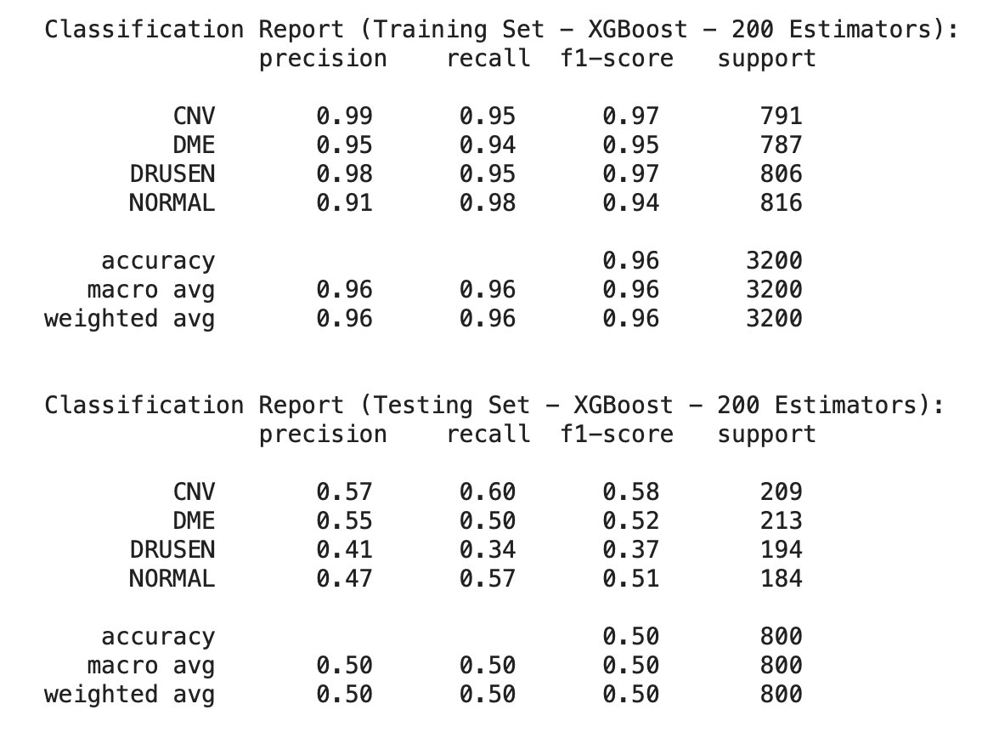 Classification Report (Training Set – XGBoost – 200 Estimators):
precision recall f1-score support
CNV 0.99 0.95 0.97 791
DME 0.95 0.94 0.95 787
DRUSEN 0.98 0.95 0.97 806
NORMAL 0.91 0.98 0.94 816
accuracy 0.96 3200
macro avg 0.96 0.96 0.96 3200
weighted avg 0.96 0.96 0.96 3200
Classification Report (Testing Set – XGBoost – 200 Estimators):
precision recall f1-score support
CNV 0.57 0.60 0.58 209
DME 0.55 0.50 0.52 213
DRUSEN 0.41 0.34 0.37 194
NORMAL 0.47 0.57 0.51 184
accuracy 0.50 800
macro avg 0.50 0.50 0.50 800
weighted avg 0.50 0.50 0.50 800